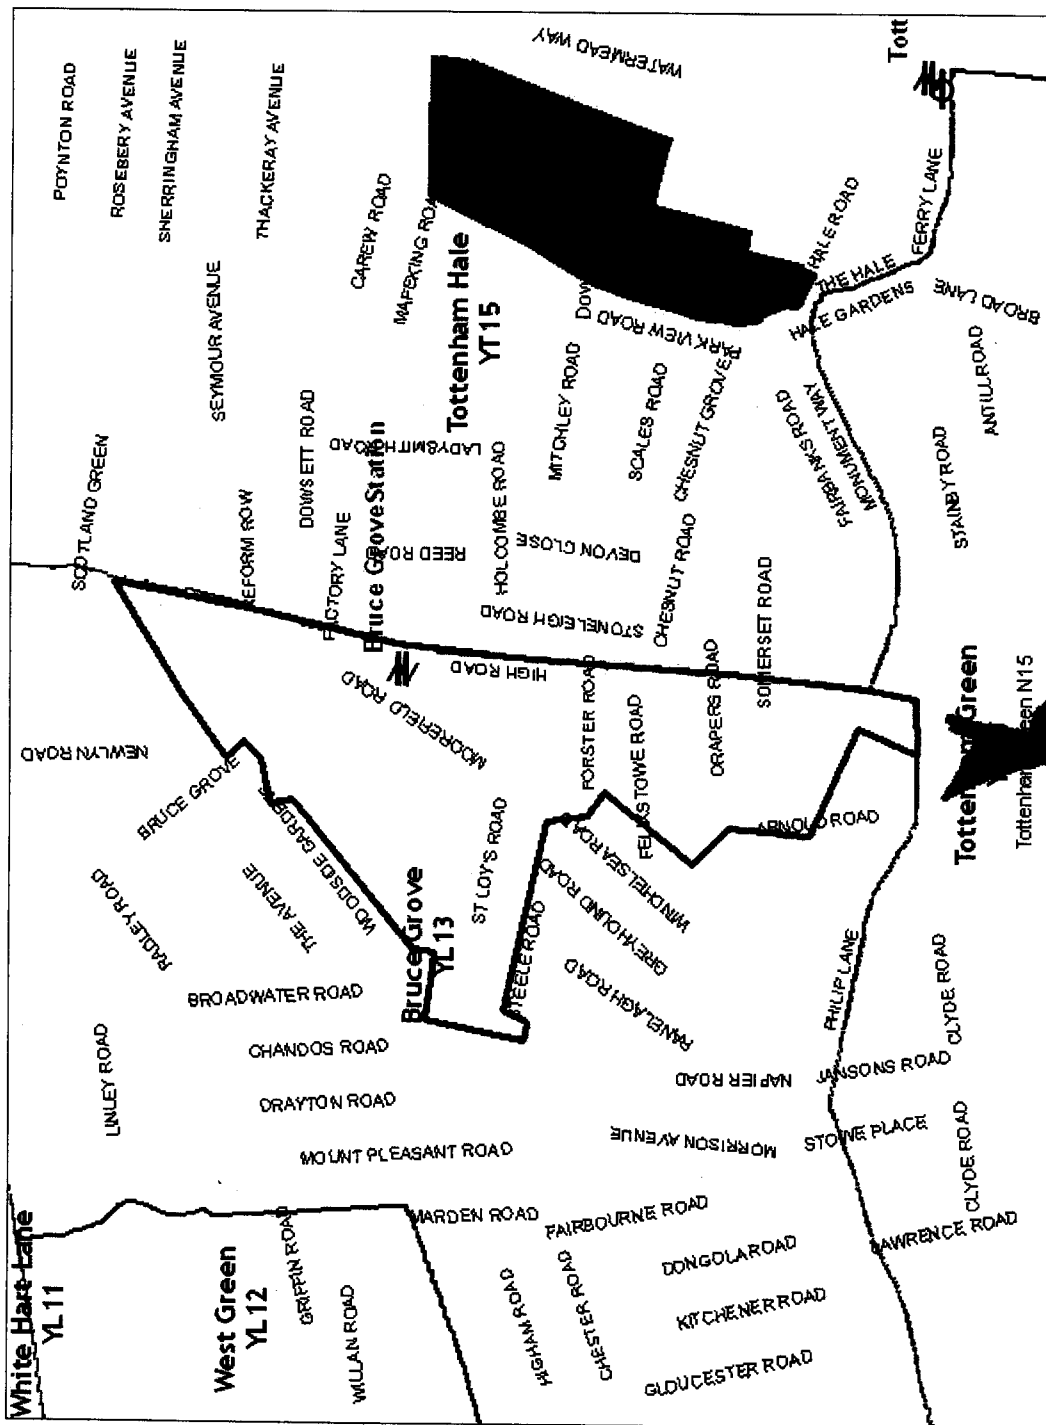 POYNTON ROAD
ROSEBERY AVENUE
SHERRINGHAM AVENUE
THACKERAY AVENUE
WATERMEAD WAY
Tott
CAREW ROAD
MAFEKING ROA
Tottenham Hale
YT15
SEYMOUR AVENUE
HALE ROAD
THE HALE
FERRY LANE
HALE GARDENS
BROAD LANE
PARK VIEW ROAD
DOW
MITCHLEY ROAD
SCALES ROAD
CHESNUT GROVE
ANTILL ROAD
SCOTLAND GREEN
DOWSETT ROAD
LADYSMITH ROAD
HOLCOMBE ROAD
FAIRBANKS ROAD
MONUMENT WAY
STAINBY ROAD
REFORM ROW
FACTORY LANE
REED ROAD
Bruce Grove Station
DEVON CLOSE
CHESNUT ROAD
STONELEIGH ROAD
SOMERSET ROAD
HIGH ROAD
MOOREFIELD ROAD
FORSTER ROAD
FELIXSTOWE ROAD
DRAPERS ROAD
NEWLYN ROAD
BRUCE GROVE
WOODSIDE GARDENS
ST LOY'S ROAD
ARNOLD ROAD
Tottenham Green
Tottenham Green N15
RADLEY ROAD
THE AVENUE
Bruce Grove
YL13
STEELE ROAD
WINDHELSEA ROA
GREYHOUND ROAD
RANELAGH ROAD
PHILIP LANE
CLYDE ROAD
BROADWATER ROAD
CHANDOS ROAD
LINLEY ROAD
DRAYTON ROAD
MOUNT PLEASANT ROAD
NAPIER ROAD
JANSONS ROAD
MORRISON AVENUE
STOWE PLACE
CLYDE ROAD
White Hart Lane
YL11
West Green
YL12
GRIFFIN ROAD
WILLAN ROAD
MARDEN ROAD
FAIRBOURNE ROAD
LAWRENCE ROAD
HIGHAM ROAD
CHESTER ROAD
DONGOLA ROAD
KITCHENER ROAD
GLOUCESTER ROAD